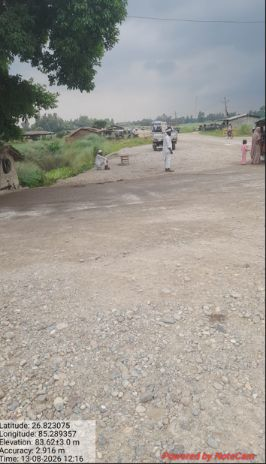 Latitude: 26.823075
Longitude: 85.289357
Elevation: 83.62±3.0 m
Accuracy: 2.916 m
Time: 13-08-2026 12:16
Powered by NoteCam